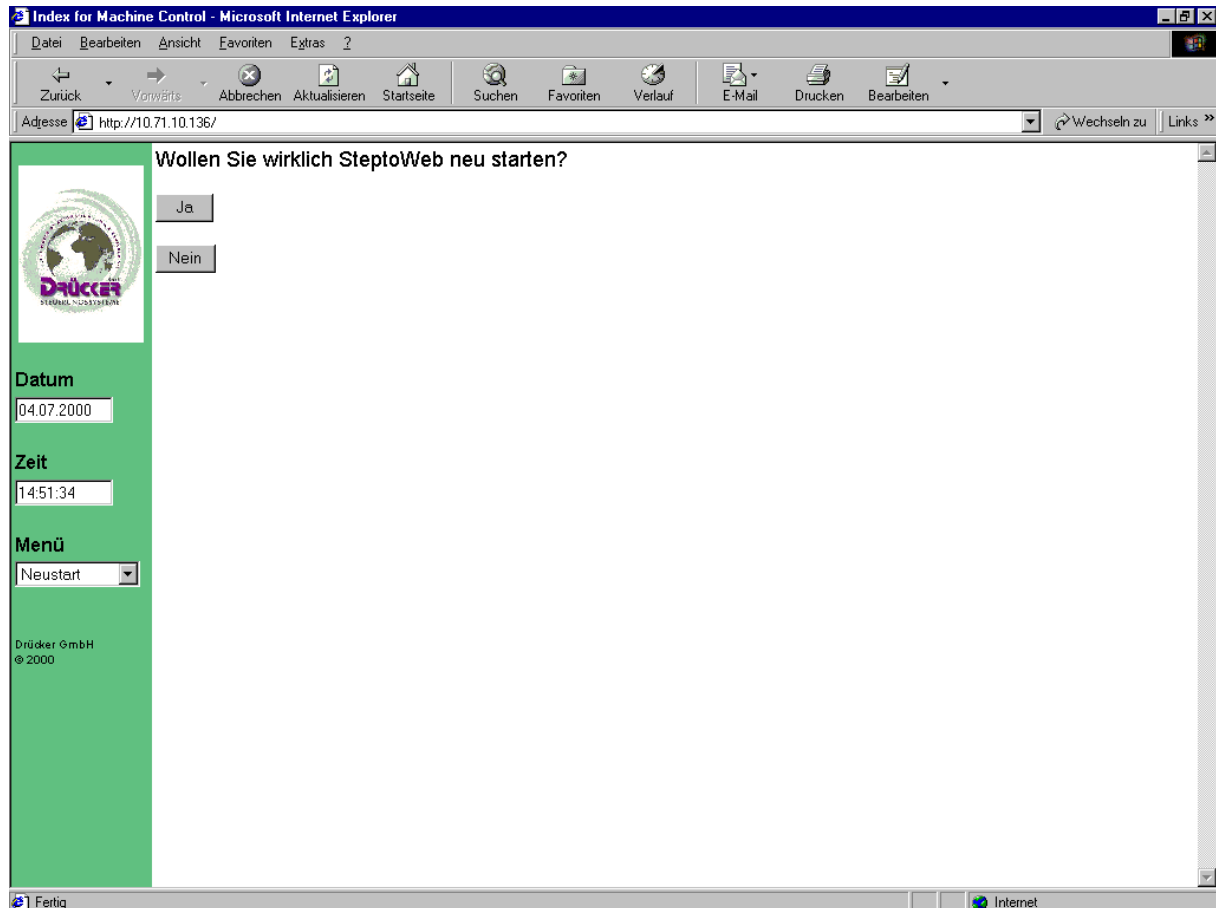 Index for Machine Control - Microsoft Internet Explorer
Datei Bearbeiten Ansicht Favoriten Extras ?
Zurück Vorwärts Abbrechen Aktualisieren Startseite Suchen Favoriten Verlauf E-Mail Drucken Bearbeiten
Adresse http://10.71.10.136/ Wechseln zu Links »
Wollen Sie wirklich SteptoWeb neu starten?
Ja
Nein
DRÜCKER
STEUERUNGSSYSTEME
Datum
04.07.2000
Zeit
14:51:34
Menü
Neustart
Drücker GmbH
© 2000
Fertig Internet